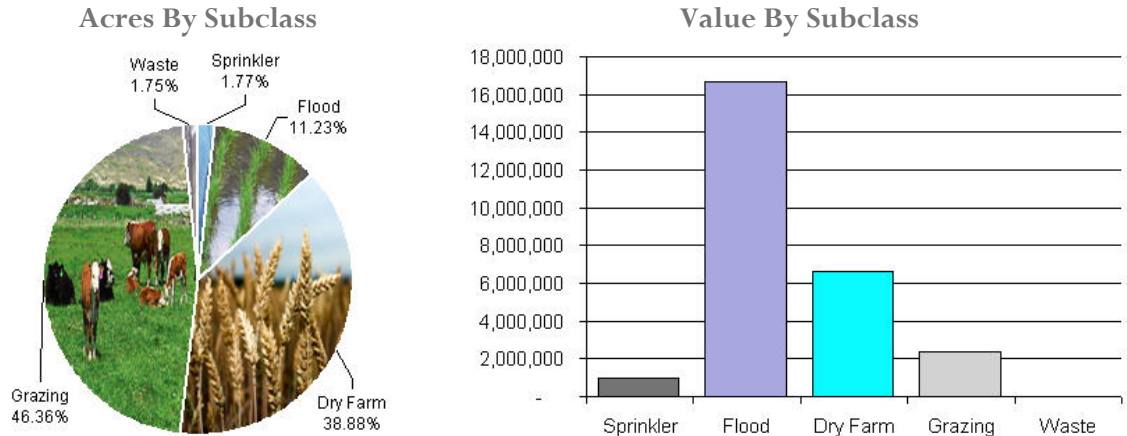 Acres By Subclass
Waste
1.75%
Sprinkler
1.77%
Flood
11.23%
Grazing
46.36%
Dry Farm
38.88%
Value By Subclass
18,000,000
16,000,000
14,000,000
12,000,000
10,000,000
8,000,000
6,000,000
4,000,000
2,000,000
-
Sprinkler
Flood
Dry Farm
Grazing
Waste